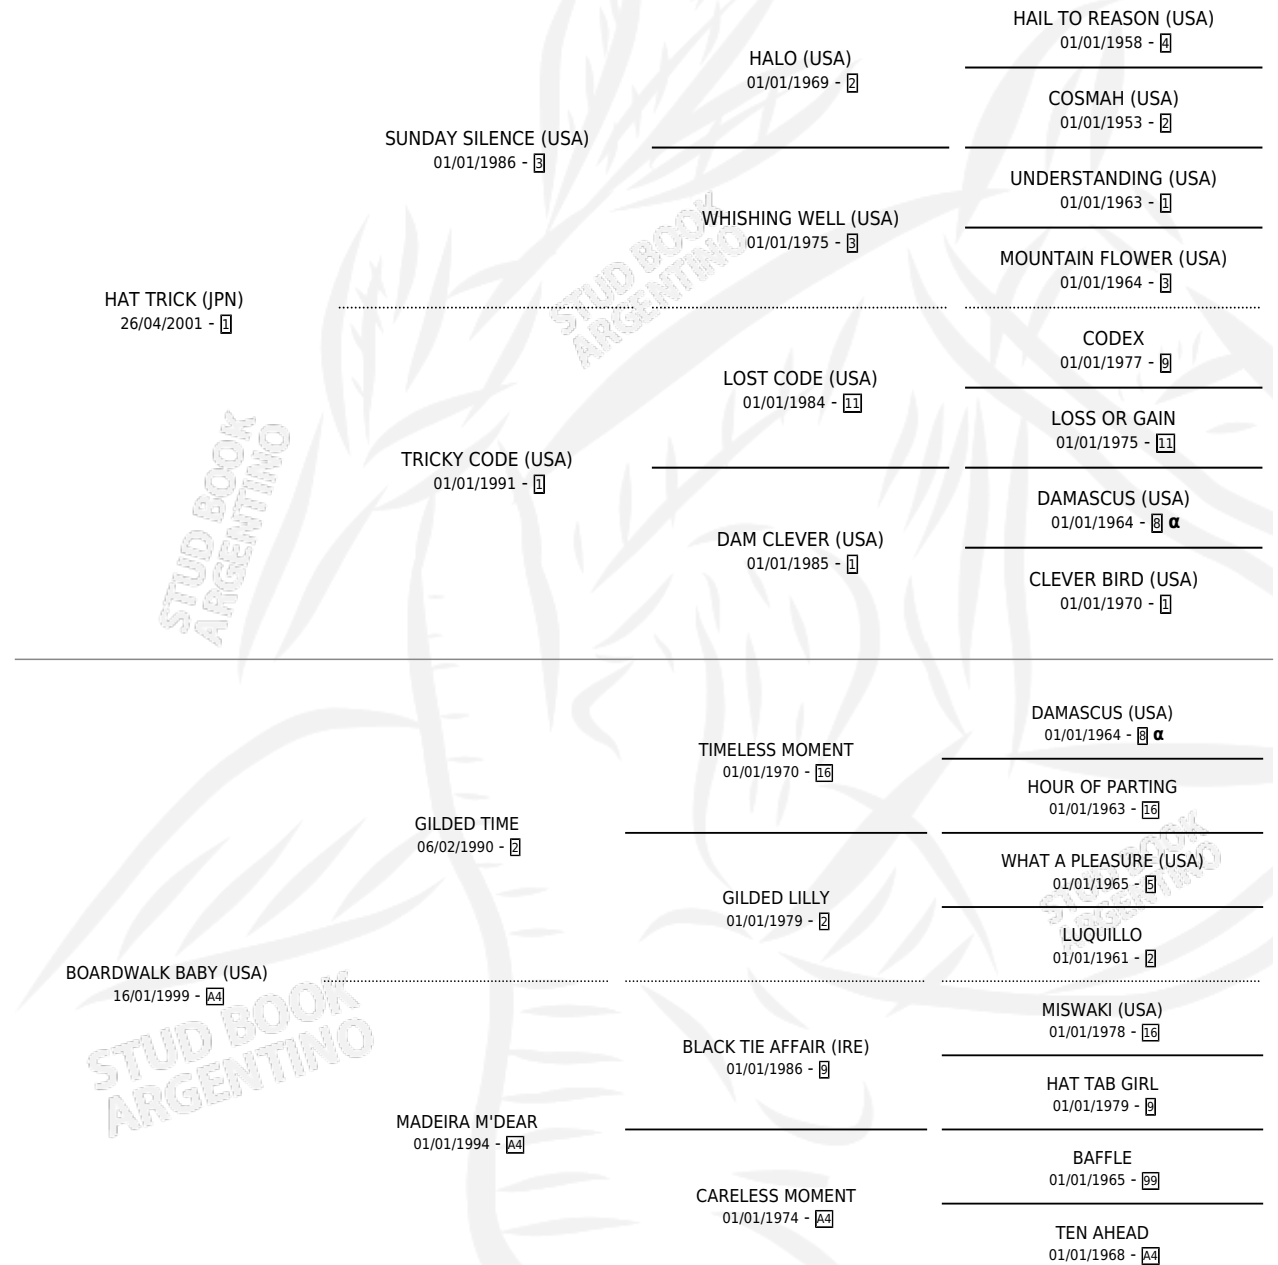 HAIL TO REASON (USA)
01/01/1958 - 4
HALO (USA)
01/01/1969 - 2
COSMAH (USA)
01/01/1953 - 2
SUNDAY SILENCE (USA)
01/01/1986 - 3
UNDERSTANDING (USA)
01/01/1963 - 1
WHISHING WELL (USA)
01/01/1975 - 3
MOUNTAIN FLOWER (USA)
01/01/1964 - 3
HAT TRICK (JPN)
26/04/2001 - 1
CODEX
01/01/1977 - 9
LOST CODE (USA)
01/01/1984 - 11
LOSS OR GAIN
01/01/1975 - 11
TRICKY CODE (USA)
01/01/1991 - 1
DAMASCUS (USA)
01/01/1964 - 8 α
DAM CLEVER (USA)
01/01/1985 - 1
CLEVER BIRD (USA)
01/01/1970 - 1
DAMASCUS (USA)
01/01/1964 - 8 α
TIMELESS MOMENT
01/01/1970 - 16
HOUR OF PARTING
01/01/1963 - 16
GILDED TIME
06/02/1990 - 2
WHAT A PLEASURE (USA)
01/01/1965 - 5
GILDED LILLY
01/01/1979 - 2
LUQUILLO
01/01/1961 - 2
BOARDWALK BABY (USA)
16/01/1999 - A4
MISWAKI (USA)
01/01/1978 - 16
BLACK TIE AFFAIR (IRE)
01/01/1986 - 9
HAT TAB GIRL
01/01/1979 - 9
MADEIRA M'DEAR
01/01/1994 - A4
BAFFLE
01/01/1965 - 99
CARELESS MOMENT
01/01/1974 - A4
TEN AHEAD
01/01/1968 - A4
STUD BOOK
ARGENTINO
STUD BOOK
ARGENTINO
STUD BOOK
ARGENTINO
STUD BOOK
ARGENTINO